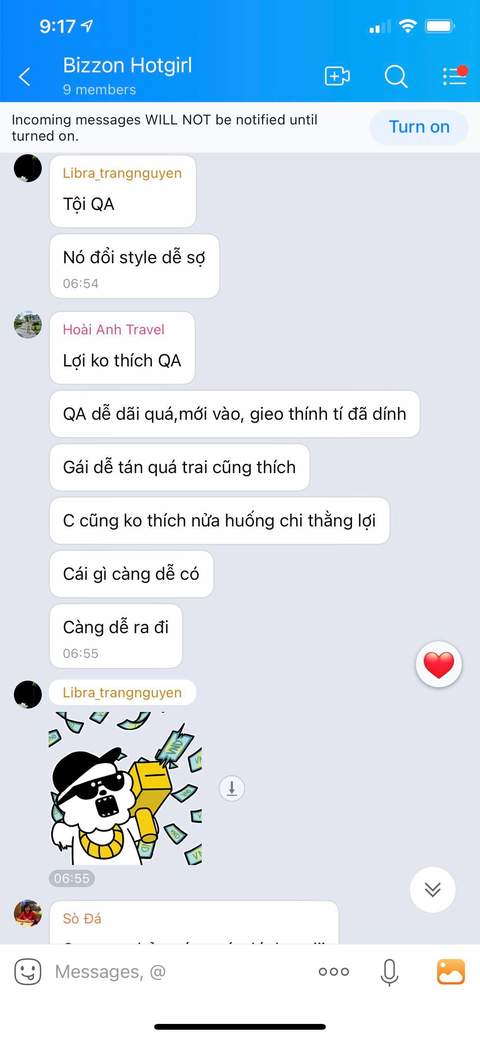 9:17
Bizzon Hotgirl
9 members
Incoming messages WILL NOT be notified until
turned on.
Turn on
Libra_trangnguyen
Tội QA
Nó đổi style dễ sợ
06:54
Hoài Anh Travel
Lợi ko thích QA
QA dễ dãi quá,mới vào, gieo thính tí đã dính
Gái dễ tán quá trai cũng thích
C cũng ko thích nửa huống chi thằng lợi
Cái gì càng dễ có
Càng dễ ra đi
06:55
Libra_trangnguyen
VND
06:55
Sò Đá
Messages, @